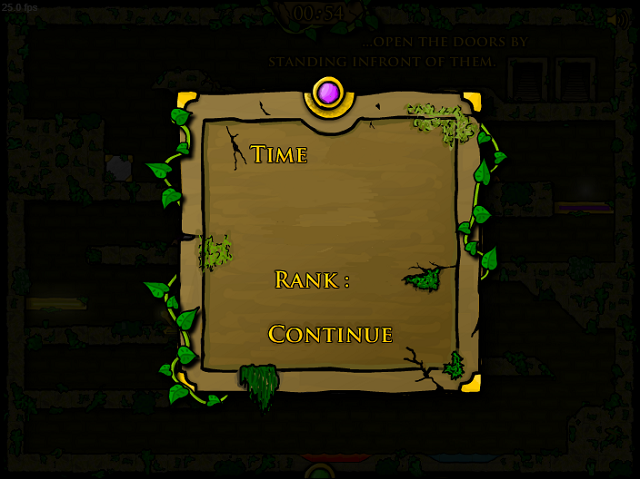 25.0 fps
00:54
...OPEN THE DOORS BY
STANDING INFRONT OF THEM.
TIME
RANK :
CONTINUE